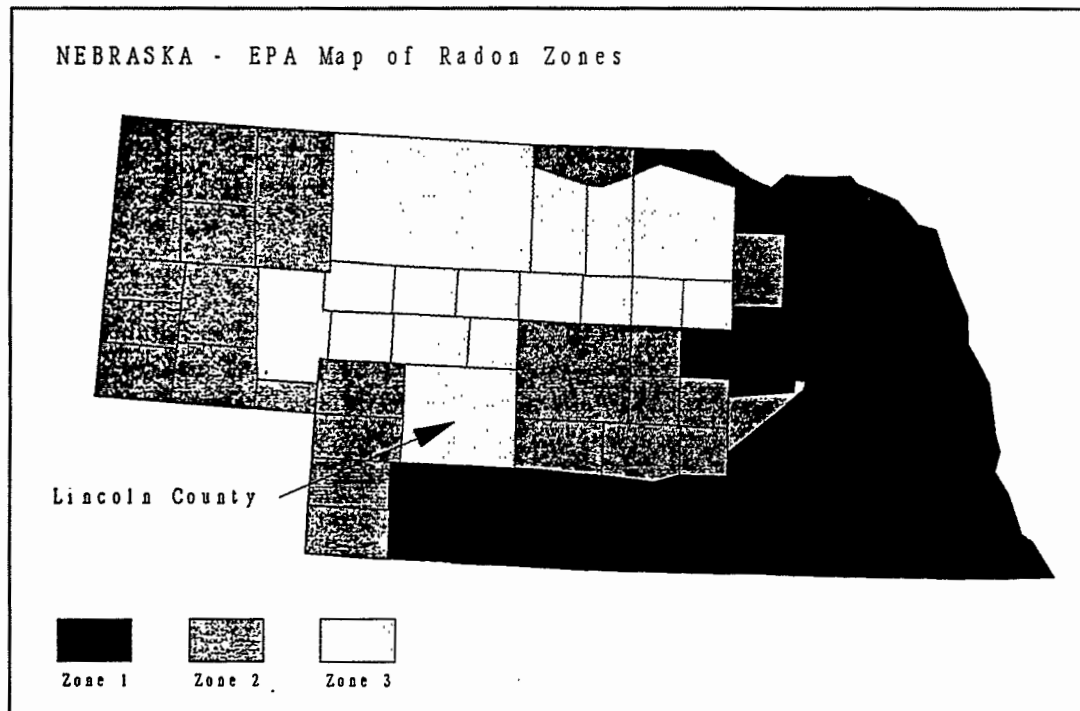 NEBRASKA - EPA Map of Radon Zones
Lincoln County
Zone 1 Zone 2 Zone 3